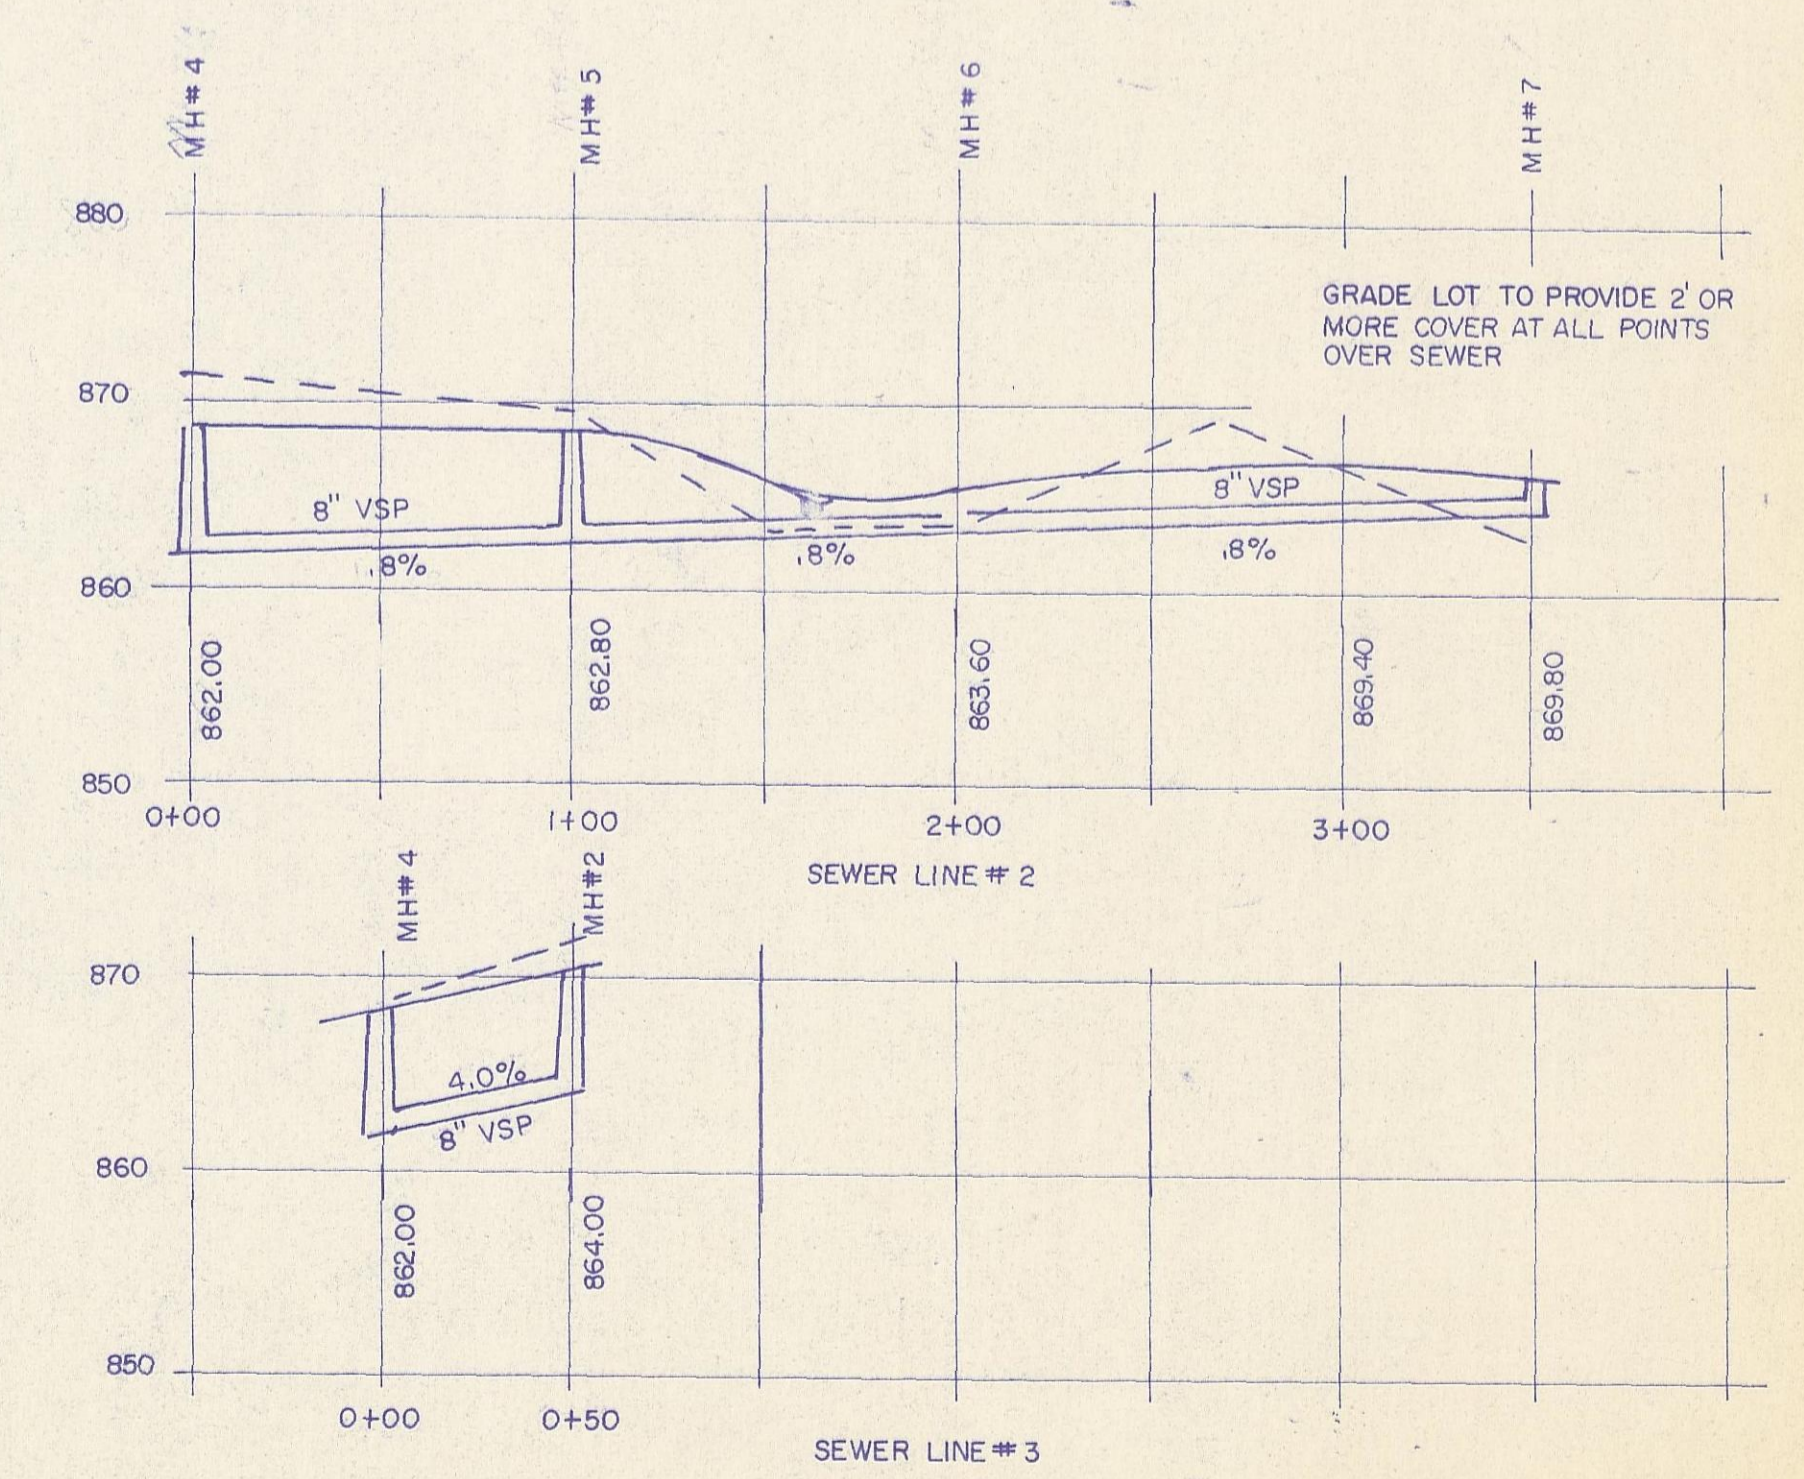 MH# 4
MH# 5
MH# 6
MH# 7
880
GRADE LOT TO PROVIDE 2' OR
MORE COVER AT ALL POINTS
OVER SEWER
870
8" VSP
8" VSP
.8%
.8%
.8%
860
862.00
862.80
863.60
869.40
869.80
850
0+00
1+00
2+00
3+00
SEWER LINE # 2
MH# 4
MH#2
870
4.0%
8" VSP
860
862.00
864.00
850
0+00
0+50
SEWER LINE # 3